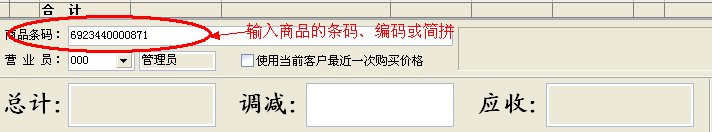 合 计
商品条码: 6923440000871 输入商品的条码、编码或简拼
营 业 员: 000 管理员 使用当前客户最近一次购买价格
总计: 调减: 应收: